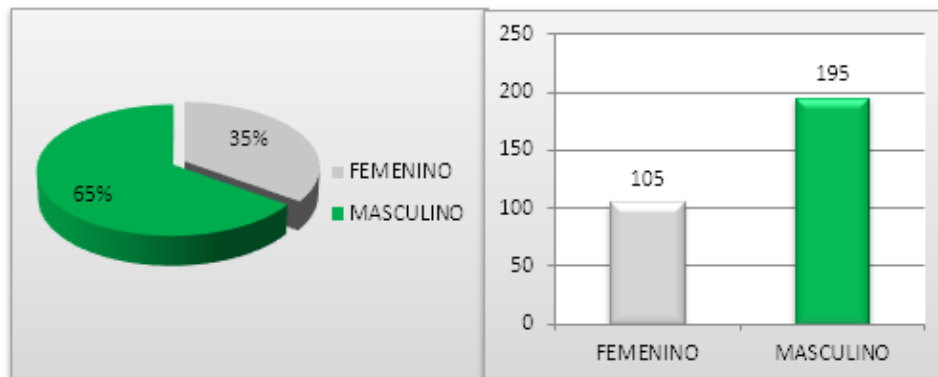 35%
65%
FEMENINO
MASCULINO
250
200
150
100
50
0
105
195
FEMENINO
MASCULINO